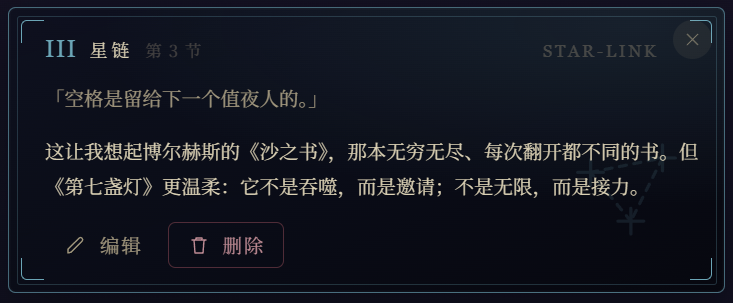 III 星链 第 3 节 STAR-LINK
「空格是留给下一个值夜人的。」
这让我想起博尔赫斯的《沙之书》，那本无穷无尽、每次翻开都不同的书。但
《第七盏灯》更温柔：它不是吞噬，而是邀请；不是无限，而是接力。
编辑 删除